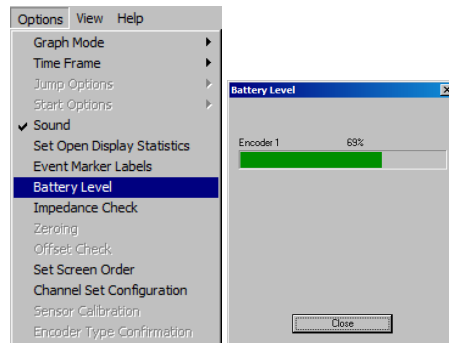 Options View Help
Graph Mode
Time Frame
Jump Options
Start Options
Sound
Set Open Display Statistics
Event Marker Labels
Battery Level
Impedance Check
Zeroing
Offset Check
Set Screen Order
Channel Set Configuration
Sensor Calibration
Encoder Type Confirmation
Battery Level
Encoder 1 69%
Close